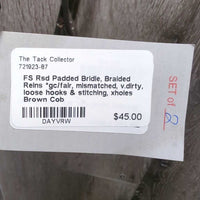 The Tack Collector
721923-87
FS Rsd Padded Bridle, Braided
Reins *gc/fair, mismatched, v.dirty,
loose hooks & stitching, xholes
Brown Cob
DAYVRW
$45.00
SET of 2